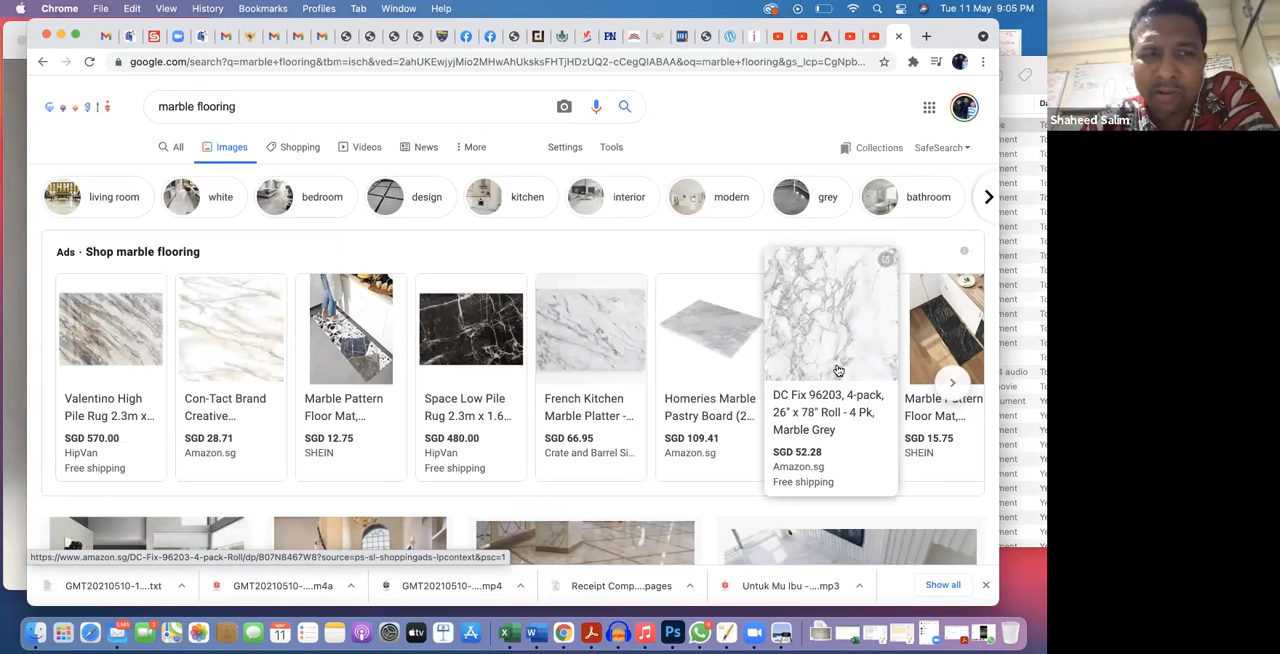 Chrome File Edit View History Bookmarks Profiles Tab Window Help Tue 11 May 9:05 PM
google.com/search?q=marble+flooring&tbm=isch&ved=2ahUKEwjyjMio2MHwAhUksksFHTjHDzUQ2-cCegQIABAA&oq=marble+flooring&gs_lcp=CgNpb...
marble flooring
All Images Shopping Videos News More Settings Tools Collections SafeSearch
living room white bedroom design kitchen interior modern grey bathroom
Ads · Shop marble flooring
Valentino High
Pile Rug 2.3m x...
SGD 570.00
HipVan
Free shipping
Con-Tact Brand
Creative...
SGD 28.71
Amazon.sg
Marble Pattern
Floor Mat,...
SGD 12.75
SHEIN
Space Low Pile
Rug 2.3m x 1.6...
SGD 480.00
HipVan
Free shipping
French Kitchen
Marble Platter -...
SGD 66.95
Crate and Barrel Si...
Homeries Marble
Pastry Board (2...
SGD 109.41
Amazon.sg
DC Fix 96203, 4-pack,
26" x 78" Roll - 4 Pk,
Marble Grey
SGD 52.28
Amazon.sg
Free shipping
Marble Pattern
Floor Mat,...
SGD 15.75
SHEIN
https://www.amazon.sg/DC-Fix-96203-4-pack-Roll/dp/B07N8467W8?source=ps-sl-shoppingads-lpcontext&psc=1
GMT20210510-1....txt GMT20210510-....m4a GMT20210510-....mp4 Receipt Comp....pages Untuk Mu Ibu -....mp3 Show all
Shaheed Salim